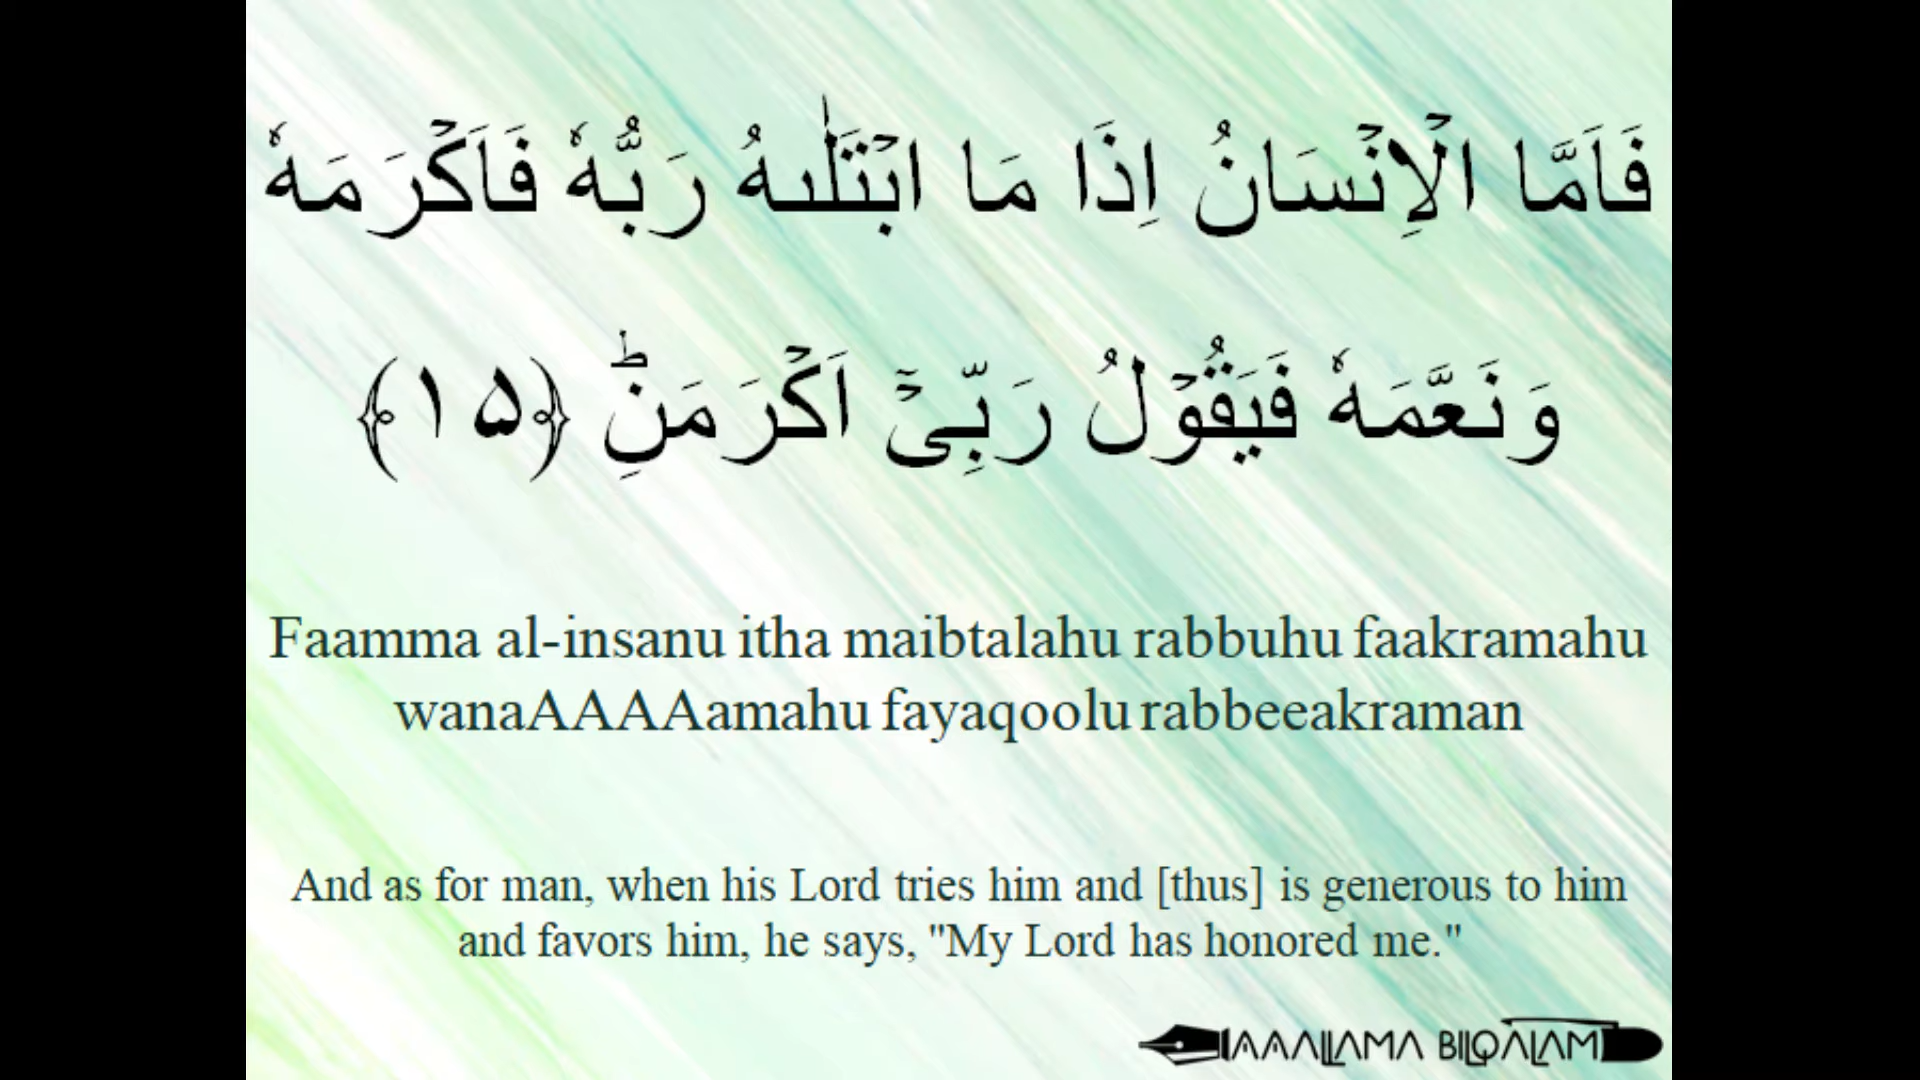 فَاَمَّا الۡاِنۡسَانُ اِذَا مَا ابۡتَلٰىهُ رَبُّهٗ فَاَكۡرَمَهٗ
وَنَعَّمَهٗ فَيَقُوۡلُ رَبِّىۡۤ اَكۡرَمَنِؕ ﴿۱۵﴾
Faamma al-insanu itha maibtalahu rabbuhu faakramahu
wanaAAAAamahu fayaqoolu rabbeeakraman
And as for man, when his Lord tries him and [thus] is generous to him
and favors him, he says, "My Lord has honored me."
AAALLAMA BILQALAM